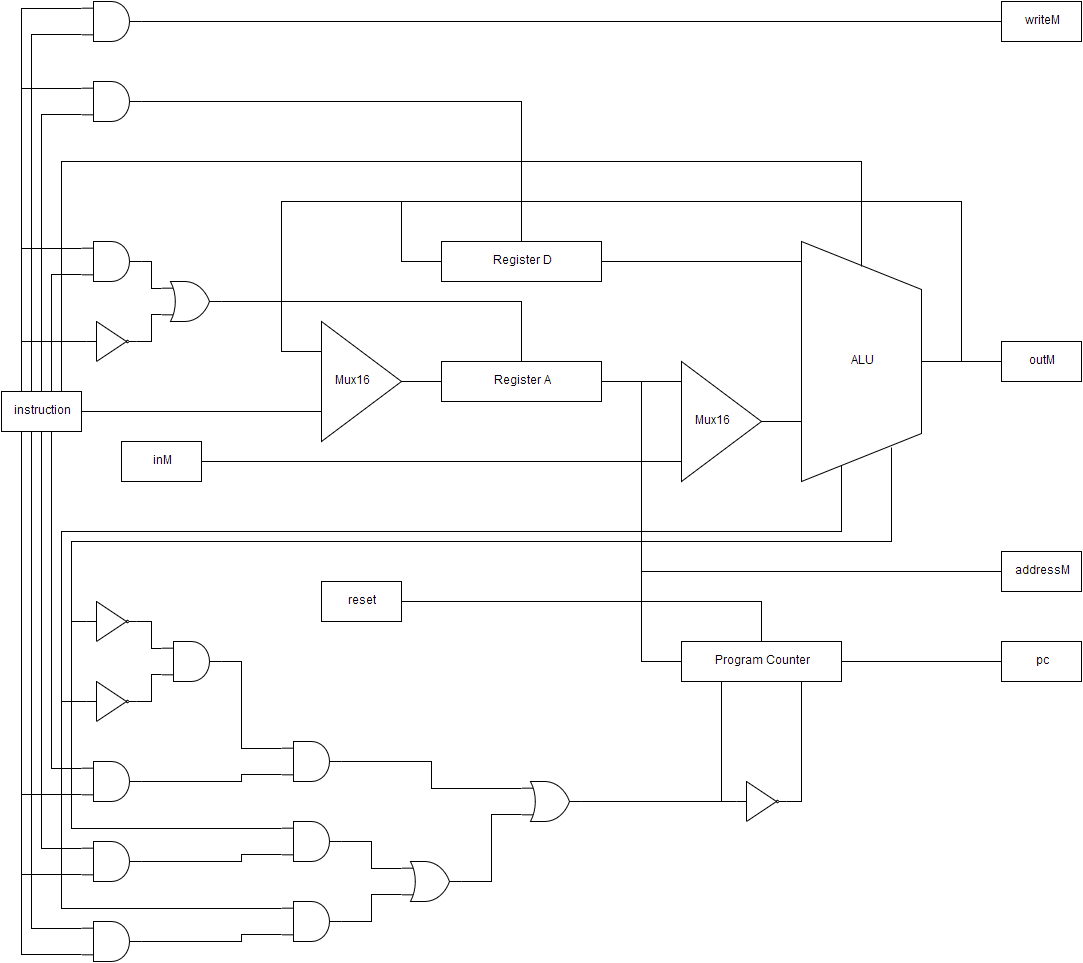 writeM
Register D
ALU
outM
Mux16
Register A
instruction
Mux16
inM
addressM
reset
Program Counter
pc